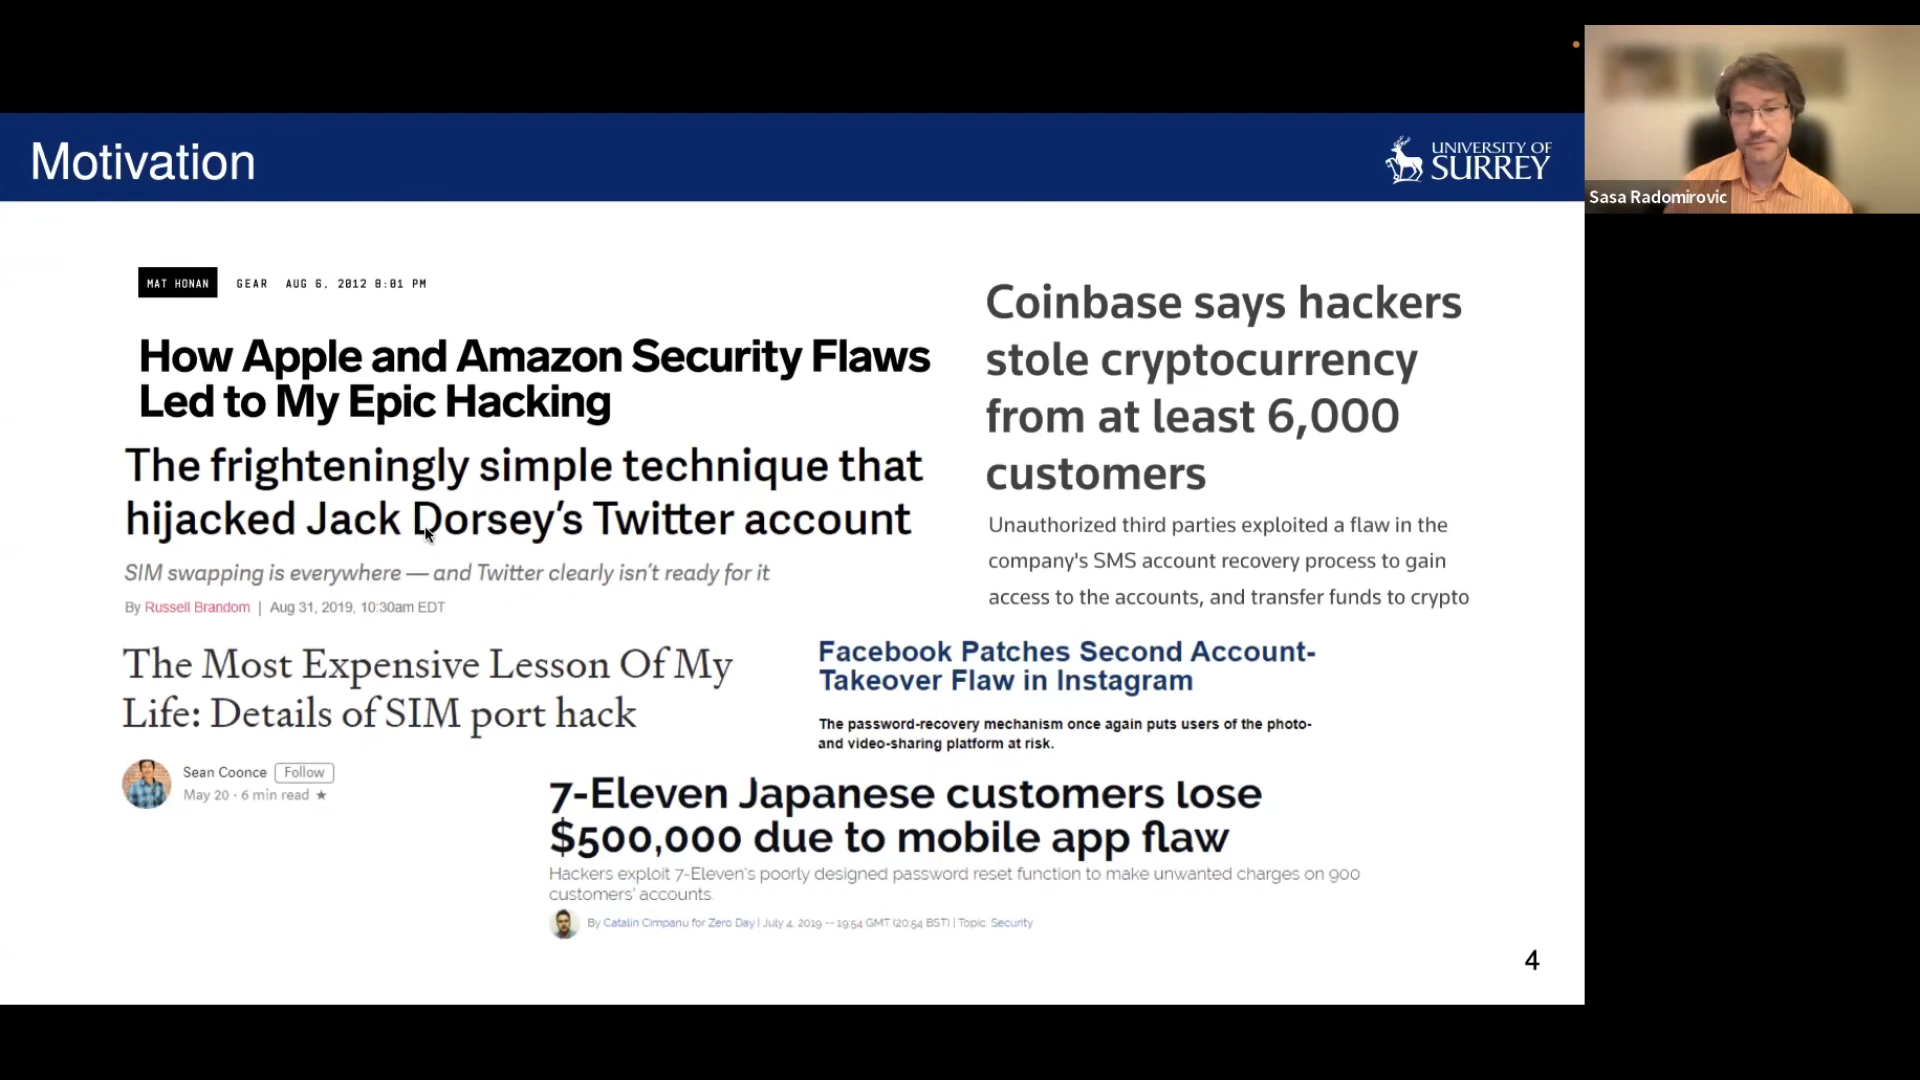 Motivation
UNIVERSITY OF
SURREY
Sasa Radomirovic
MAT HONAN GEAR AUG 6, 2012 8:01 PM
How Apple and Amazon Security Flaws
Led to My Epic Hacking
The frighteningly simple technique that
hijacked Jack Dorsey’s Twitter account
SIM swapping is everywhere — and Twitter clearly isn’t ready for it
By Russell Brandom | Aug 31, 2019, 10:30am EDT
Coinbase says hackers
stole cryptocurrency
from at least 6,000
customers
Unauthorized third parties exploited a flaw in the
company's SMS account recovery process to gain
access to the accounts, and transfer funds to crypto
The Most Expensive Lesson Of My
Life: Details of SIM port hack
Sean Coonce Follow
May 20 · 6 min read ★
Facebook Patches Second Account-
Takeover Flaw in Instagram
The password-recovery mechanism once again puts users of the photo-
and video-sharing platform at risk.
7-Eleven Japanese customers lose
$500,000 due to mobile app flaw
Hackers exploit 7-Eleven's poorly designed password reset function to make unwanted charges on 900
customers' accounts.
By Catalin Cimpanu for Zero Day | July 4, 2019 -- 19:54 GMT (20:54 BST) | Topic: Security
4